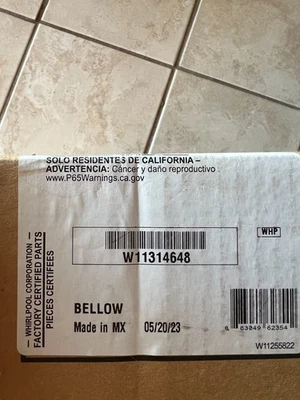 SOLO RESIDENTES DE CALIFORNIA –
ADVERTENCIA: Cáncer y daño reproductivo
www.P65Warnings.ca.gov
— WHIRLPOOL CORPORATION —
FACTORY CERTIFIED PARTS
PIECES CERTIFEES
WHP
W11314648
BELLOW
Made in MX 05/20/23
63049 62354
W11255822